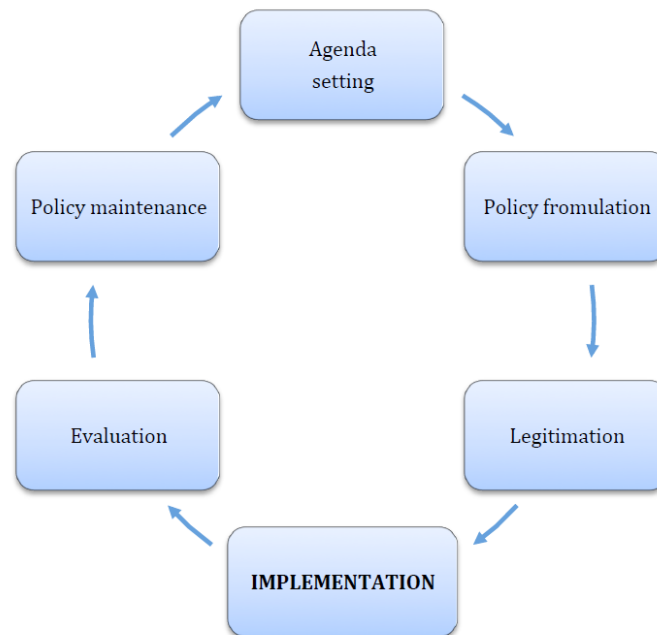 Agenda
setting
Policy maintenance
Policy fromulation
Evaluation
Legitimation
IMPLEMENTATION